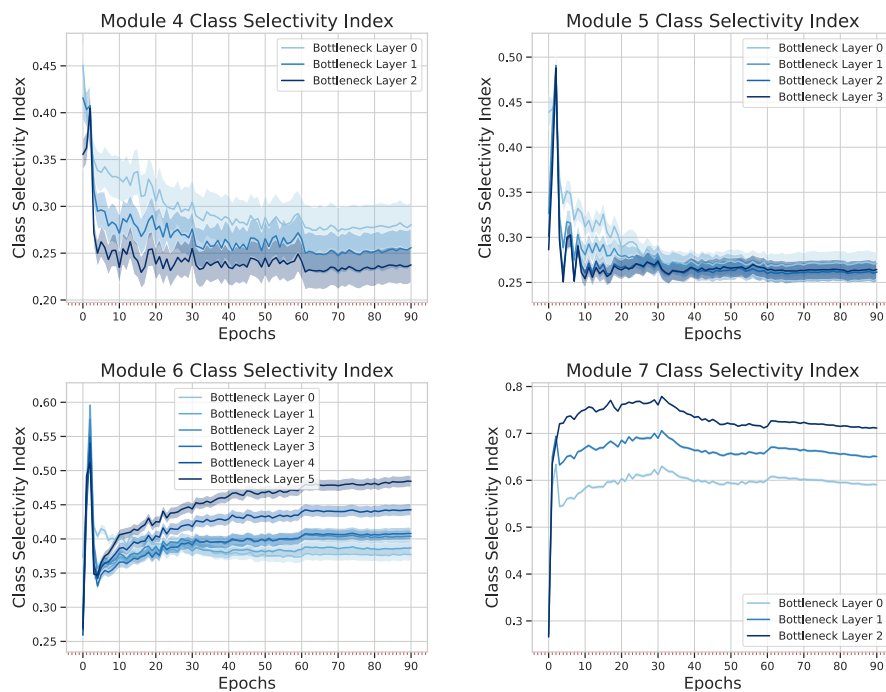 Module 4 Class Selectivity Index
Class Selectivity Index
0.45
0.40
0.35
0.30
0.25
0.20
Bottleneck Layer 0
Bottleneck Layer 1
Bottleneck Layer 2
0 10 20 30 40 50 60 70 80 90
Epochs
Module 5 Class Selectivity Index
Class Selectivity Index
0.50
0.45
0.40
0.35
0.30
0.25
Bottleneck Layer 0
Bottleneck Layer 1
Bottleneck Layer 2
Bottleneck Layer 3
0 10 20 30 40 50 60 70 80 90
Epochs
Module 6 Class Selectivity Index
Class Selectivity Index
0.60
0.55
0.50
0.45
0.40
0.35
0.30
0.25
Bottleneck Layer 0
Bottleneck Layer 1
Bottleneck Layer 2
Bottleneck Layer 3
Bottleneck Layer 4
Bottleneck Layer 5
0 10 20 30 40 50 60 70 80 90
Epochs
Module 7 Class Selectivity Index
Class Selectivity Index
0.8
0.7
0.6
0.5
0.4
0.3
Bottleneck Layer 0
Bottleneck Layer 1
Bottleneck Layer 2
0 10 20 30 40 50 60 70 80 90
Epochs